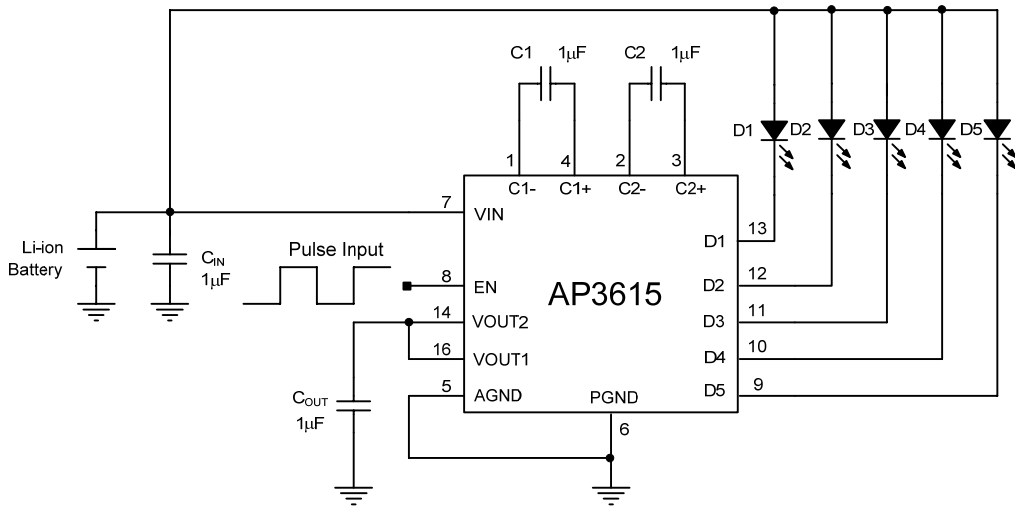 C1 1μF C2 1μF
D1 D2 D3 D4 D5
1 4 2 3
C1- C1+ C2- C2+
7 VIN
Li-ion
Battery
C_IN
1μF
Pulse Input
8 EN
14 VOUT2
16 VOUT1
5 AGND
C_OUT
1μF
AP3615
PGND
6
D1 13
D2 12
D3 11
D4 10
D5 9